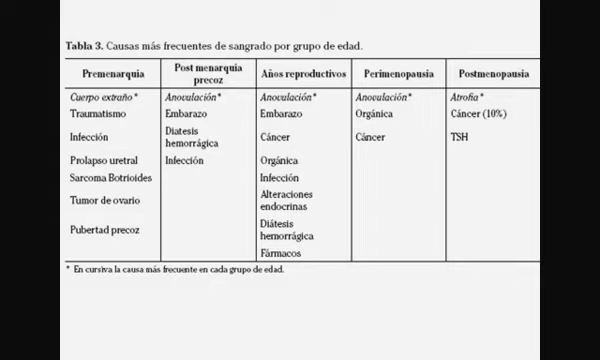 Tabla 3. Causas más frecuentes de sangrado por grupo de edad.
Premenarquia Post menarquia precoz Años reproductivos Perimenopausia Postmenopausia
Cuerpo extraño* Anovulación* Anovulación* Anovulación* Atrofia*
Traumatismo Embarazo Embarazo Orgánica Cáncer (10%)
Infección Diatesis hemorrágica Cáncer Cáncer TSH
Prolapso uretral Infección Orgánica
Sarcoma Botrioides Infección
Tumor de ovario Alteraciones endocrinas
Pubertad precoz Diátesis hemorrágica
Fármacos
* En cursiva la causa más frecuente en cada grupo de edad.